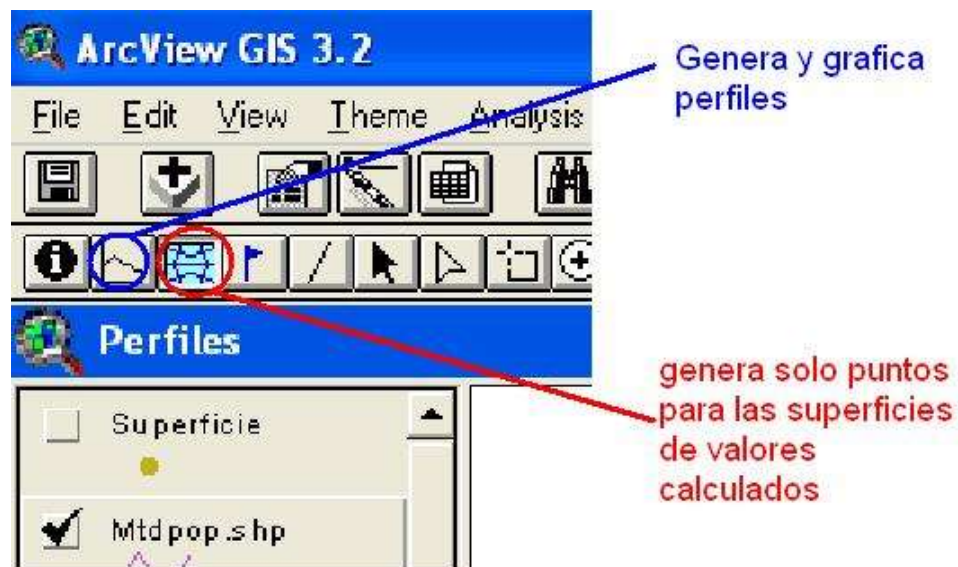 ArcView GIS 3.2
Genera y grafica
perfiles
File Edit View Theme Analysis
Perfiles
genera solo puntos
para las superficies
de valores
calculados
Superficie
Mtdpop.shp